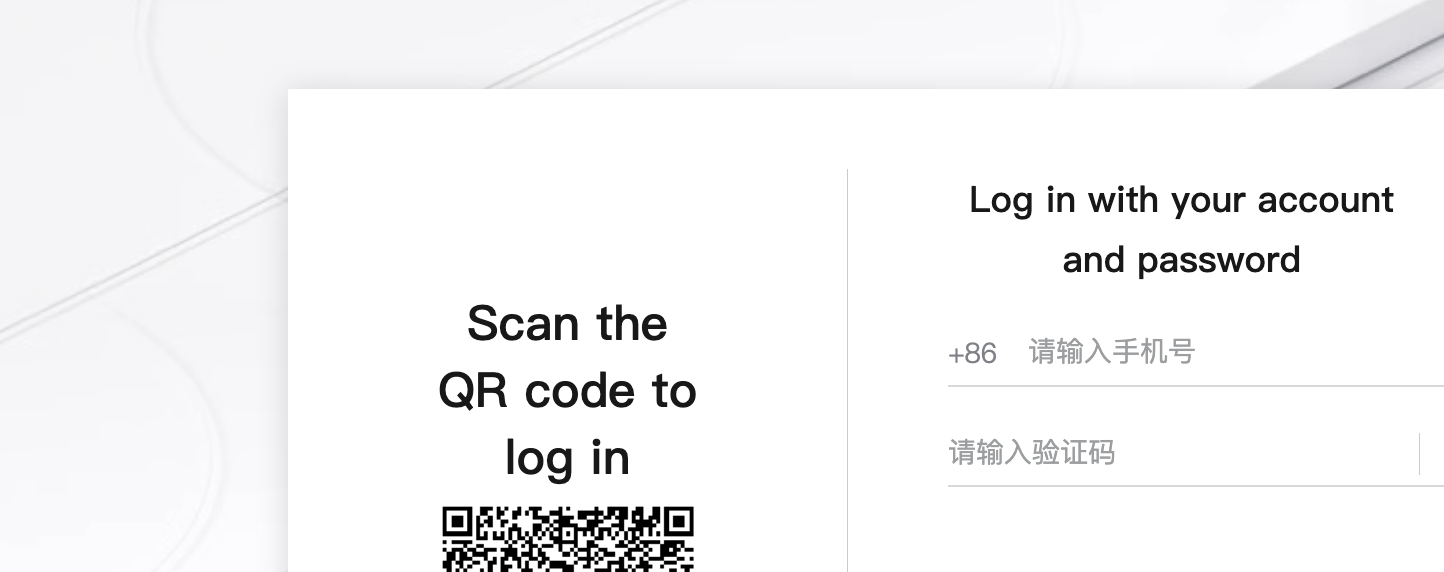 Scan the
QR code to
log in
Log in with your account
and password
+86 请输入手机号
请输入验证码